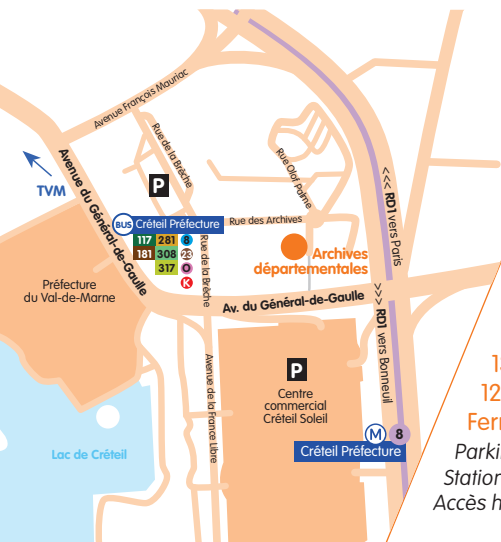 Avenue François Mauriac
Rue de la Brèche
Rue Olof Palme
Avenue du Général-de-Gaulle
TVM
P
BUS Créteil Préfecture
117 281 8
181 308 23
317 O
K
Rue des Archives
Rue de la Brèche
Archives
départementales
<<< RD1 vers Paris
Préfecture
du Val-de-Marne
Av. du Général-de-Gaulle
>>> RD1 vers Bonneuil
Avenue de la France Libre
P
Centre
commercial
Créteil Soleil
Lac de Créteil
M 8
Créteil Préfecture
12
Ferr
Parkin
Station
Accès h